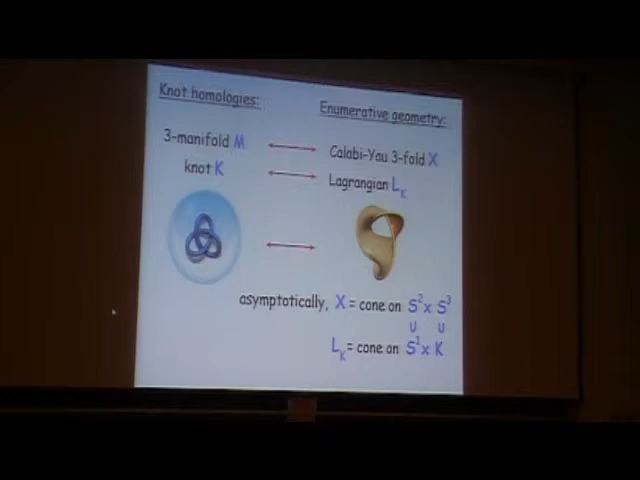 Knot homologies:
Enumerative geometry:
3-manifold M
Calabi-Yau 3-fold X
knot K
Lagrangian L_K
asymptotically, X = cone on S² x S³
U U
L_K = cone on S¹ x K